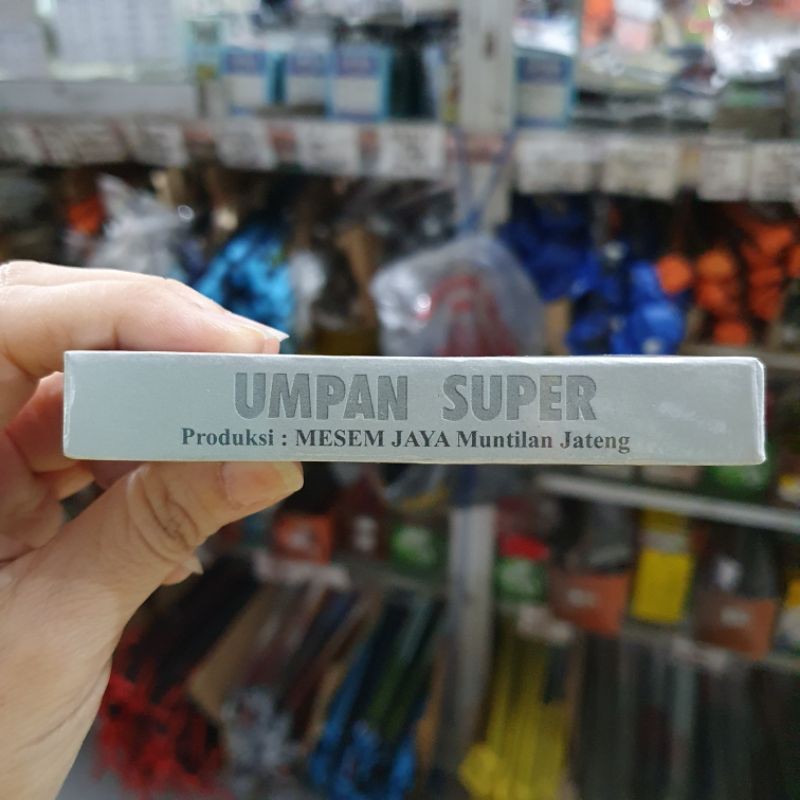 UMPAN SUPER
Produksi : MESEM JAYA Muntilan Jateng